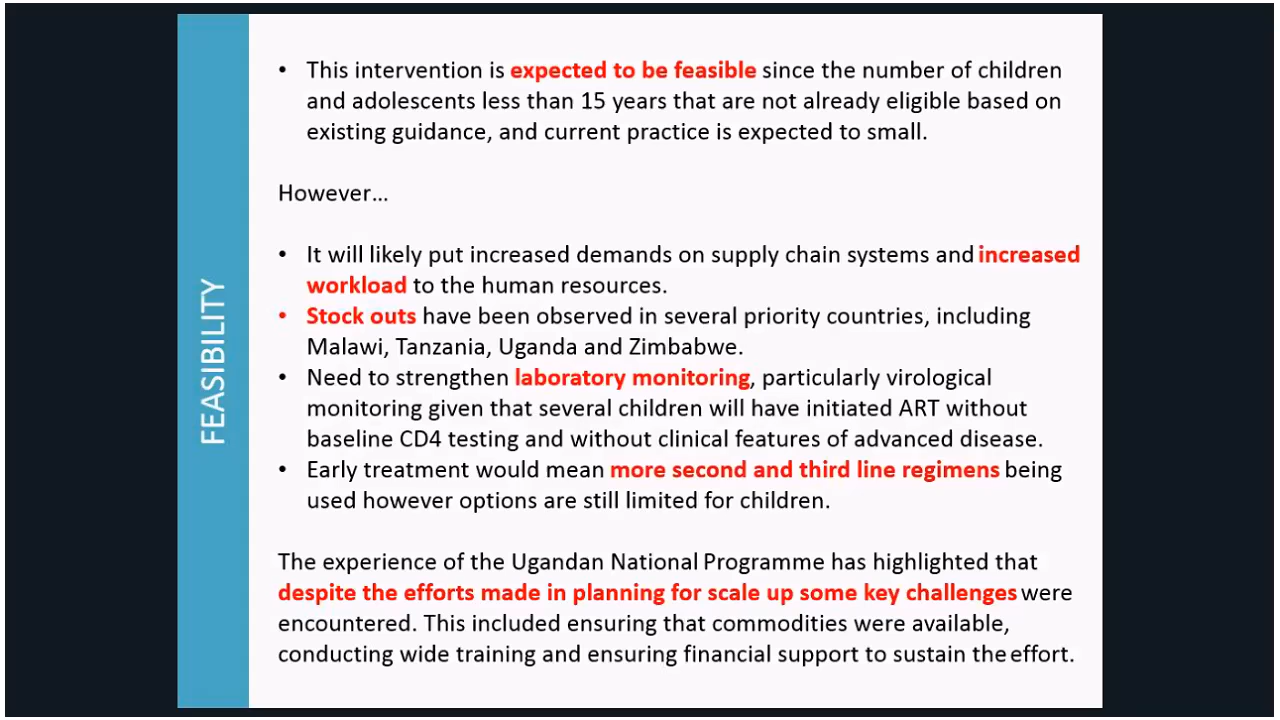 FEASIBILITY
• This intervention is expected to be feasible since the number of children
and adolescents less than 15 years that are not already eligible based on
existing guidance, and current practice is expected to small.
However...
• It will likely put increased demands on supply chain systems and increased
workload to the human resources.
• Stock outs have been observed in several priority countries, including
Malawi, Tanzania, Uganda and Zimbabwe.
• Need to strengthen laboratory monitoring, particularly virological
monitoring given that several children will have initiated ART without
baseline CD4 testing and without clinical features of advanced disease.
• Early treatment would mean more second and third line regimens being
used however options are still limited for children.
The experience of the Ugandan National Programme has highlighted that
despite the efforts made in planning for scale up some key challenges were
encountered. This included ensuring that commodities were available,
conducting wide training and ensuring financial support to sustain the effort.